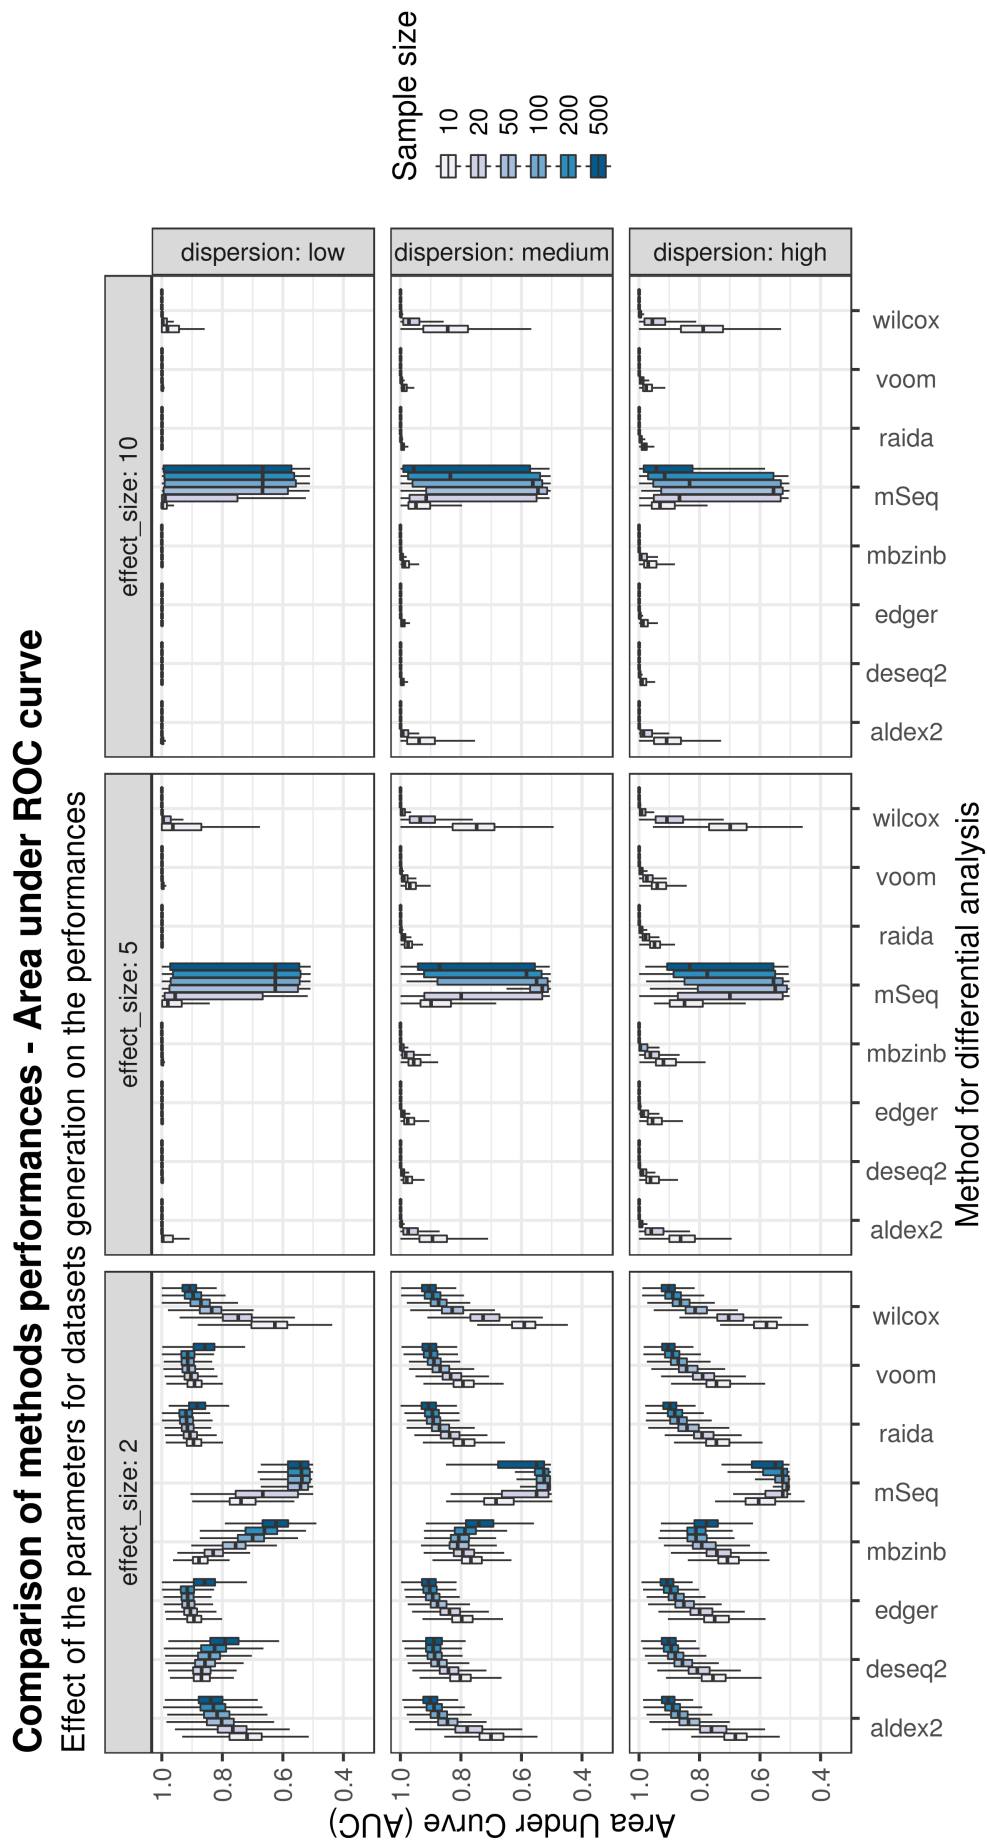 Comparison of methods performances - Area under ROC curve
Effect of the parameters for datasets generation on the performances
effect_size: 2
effect_size: 5
effect_size: 10
dispersion: low
dispersion: medium
dispersion: high
1.0
0.8
0.6
0.4
1.0
0.8
0.6
0.4
1.0
0.8
0.6
0.4
Area Under Curve (AUC)
aldex2
deseq2
edger
mbzinb
mSeq
raida
voom
wilcox
aldex2
deseq2
edger
mbzinb
mSeq
raida
voom
wilcox
aldex2
deseq2
edger
mbzinb
mSeq
raida
voom
wilcox
Method for differential analysis
Sample size
10
20
50
100
200
500